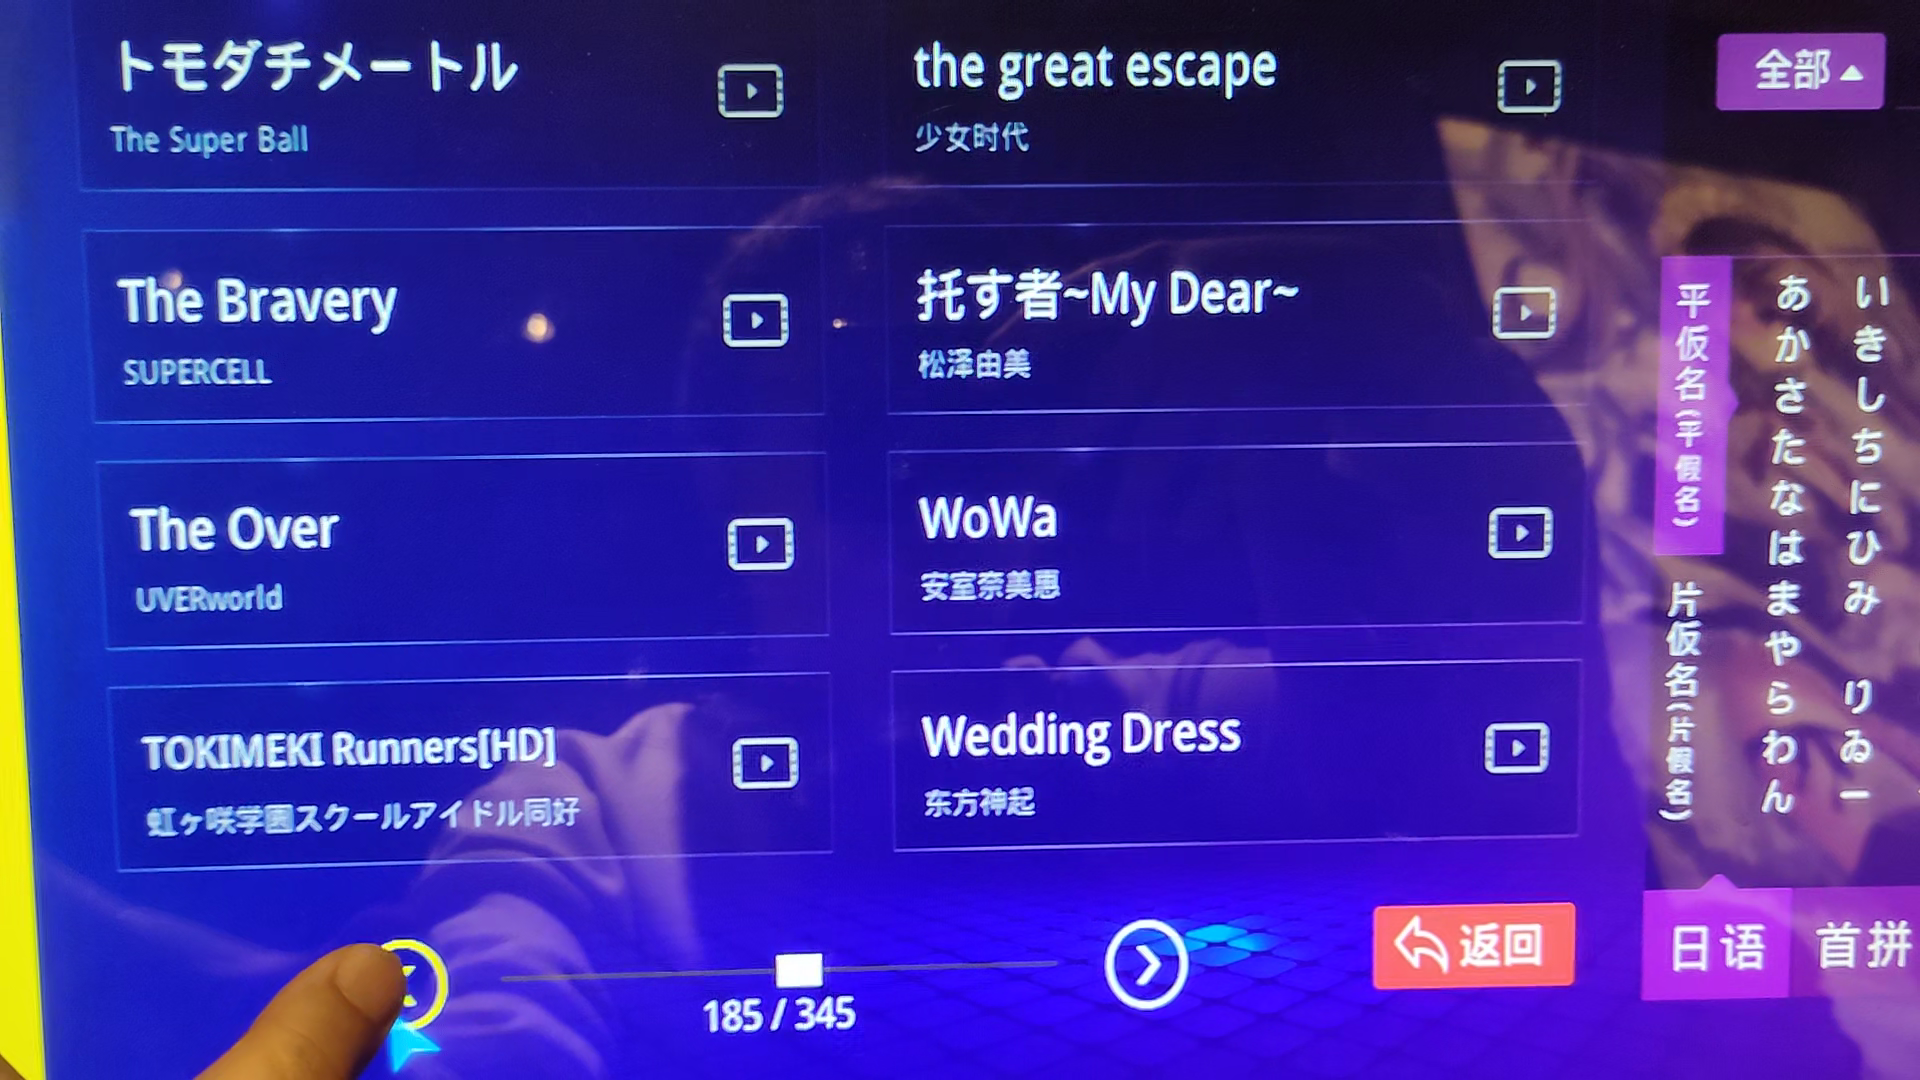 トモダチメートル
The Super Ball
the great escape
少女时代
The Bravery
SUPERCELL
托す者~My Dear~
松泽由美
The Over
UVERworld
WoWa
安室奈美惠
TOKIMEKI Runners[HD]
虹ヶ咲学園スクールアイドル同好
Wedding Dress
东方神起
185 / 345
返回
全部
平仮名(平假名)
片仮名(片假名)
あかさたなはまやらわん
いきしちにひみ りゐー
日语
首拼